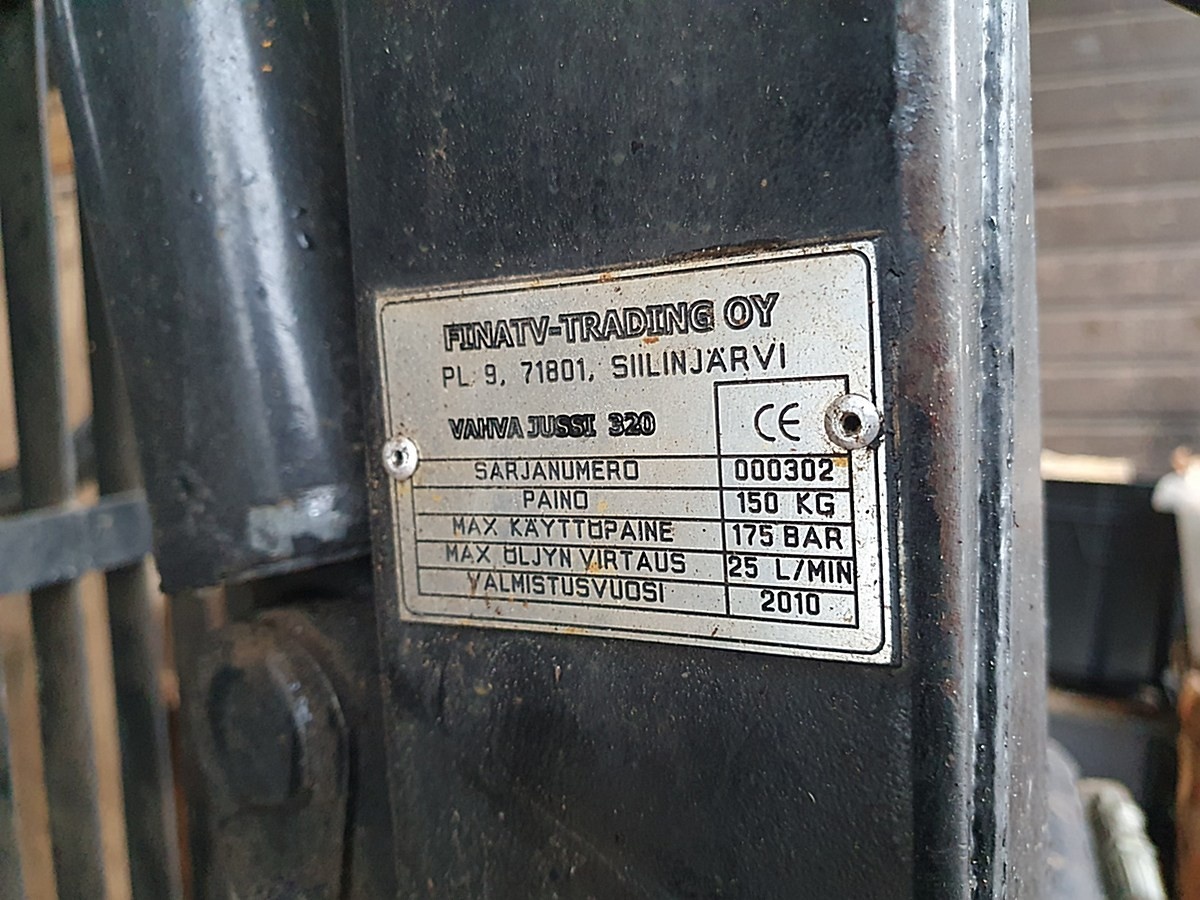 FINATV-TRADING OY
PL 9, 71801, SIILINJÄRVI
VAHVA JUSSI 320 CE
SARJANUMERO 000302
PAINO 150 KG
MAX KÄYTTÖPAINE 175 BAR
MAX ÖLJYN VIRTAUS 25 L/MIN
VALMISTUSVUOSI 2010